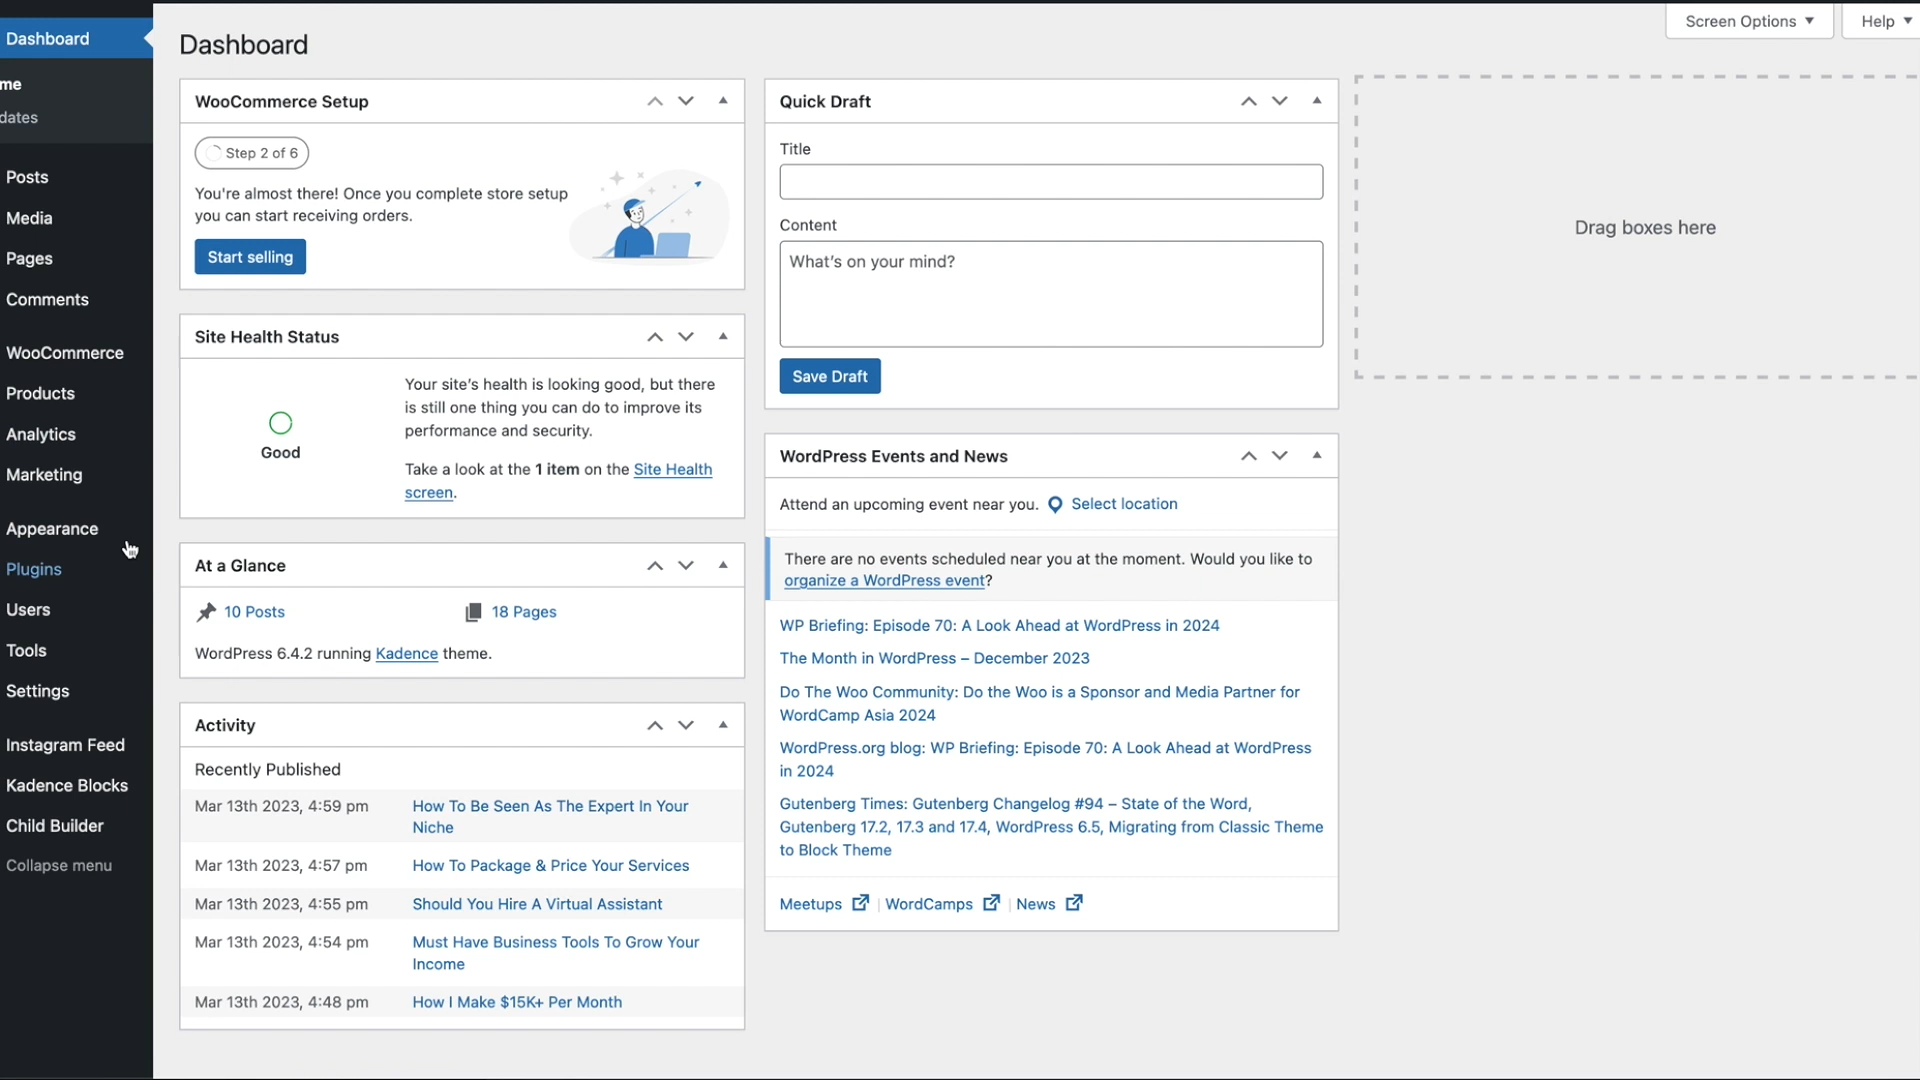 Screen Options
Help
Dashboard
me
dates
Posts
Media
Pages
Comments
WooCommerce
Products
Analytics
Marketing
Appearance
Plugins
Users
Tools
Settings
Instagram Feed
Kadence Blocks
Child Builder
Collapse menu
Dashboard
WooCommerce Setup
Step 2 of 6
You're almost there! Once you complete store setup
you can start receiving orders.
Start selling
Site Health Status
Good
Your site's health is looking good, but there
is still one thing you can do to improve its
performance and security.
Take a look at the 1 item on the Site Health
screen.
At a Glance
10 Posts
18 Pages
WordPress 6.4.2 running Kadence theme.
Activity
Recently Published
Mar 13th 2023, 4:59 pm How To Be Seen As The Expert In Your
Niche
Mar 13th 2023, 4:57 pm How To Package & Price Your Services
Mar 13th 2023, 4:55 pm Should You Hire A Virtual Assistant
Mar 13th 2023, 4:54 pm Must Have Business Tools To Grow Your
Income
Mar 13th 2023, 4:48 pm How I Make $15K+ Per Month
Quick Draft
Title
Content
What's on your mind?
Save Draft
WordPress Events and News
Attend an upcoming event near you. Select location
There are no events scheduled near you at the moment. Would you like to
organize a WordPress event?
WP Briefing: Episode 70: A Look Ahead at WordPress in 2024
The Month in WordPress – December 2023
Do The Woo Community: Do the Woo is a Sponsor and Media Partner for
WordCamp Asia 2024
WordPress.org blog: WP Briefing: Episode 70: A Look Ahead at WordPress
in 2024
Gutenberg Times: Gutenberg Changelog #94 – State of the Word,
Gutenberg 17.2, 17.3 and 17.4, WordPress 6.5, Migrating from Classic Theme
to Block Theme
Meetups | WordCamps | News
Drag boxes here